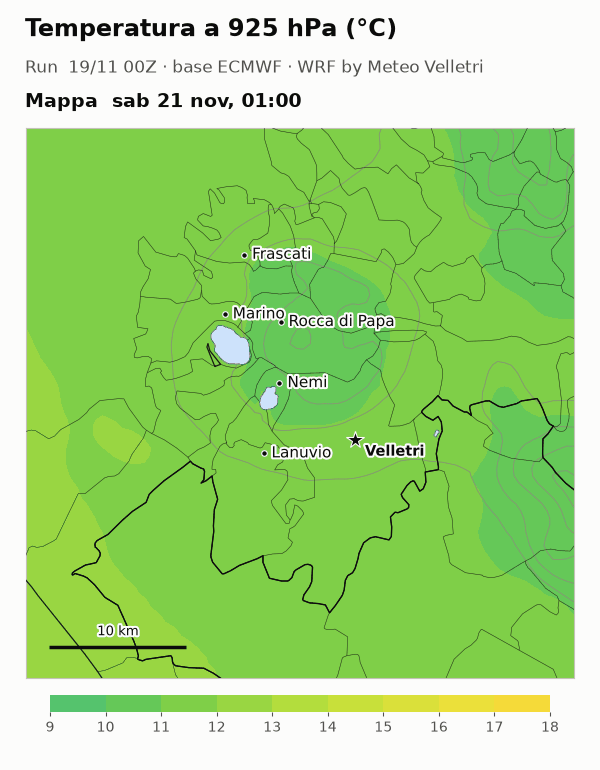 Temperatura a 925 hPa (°C)
Run  19/11 00Z · base ECMWF · WRF by Meteo Velletri
Mappa  sab 21 nov, 01:00
Frascati
Marino
Rocca di Papa
Nemi
Velletri
Lanuvio
10 km
9 10 11 12 13 14 15 16 17 18